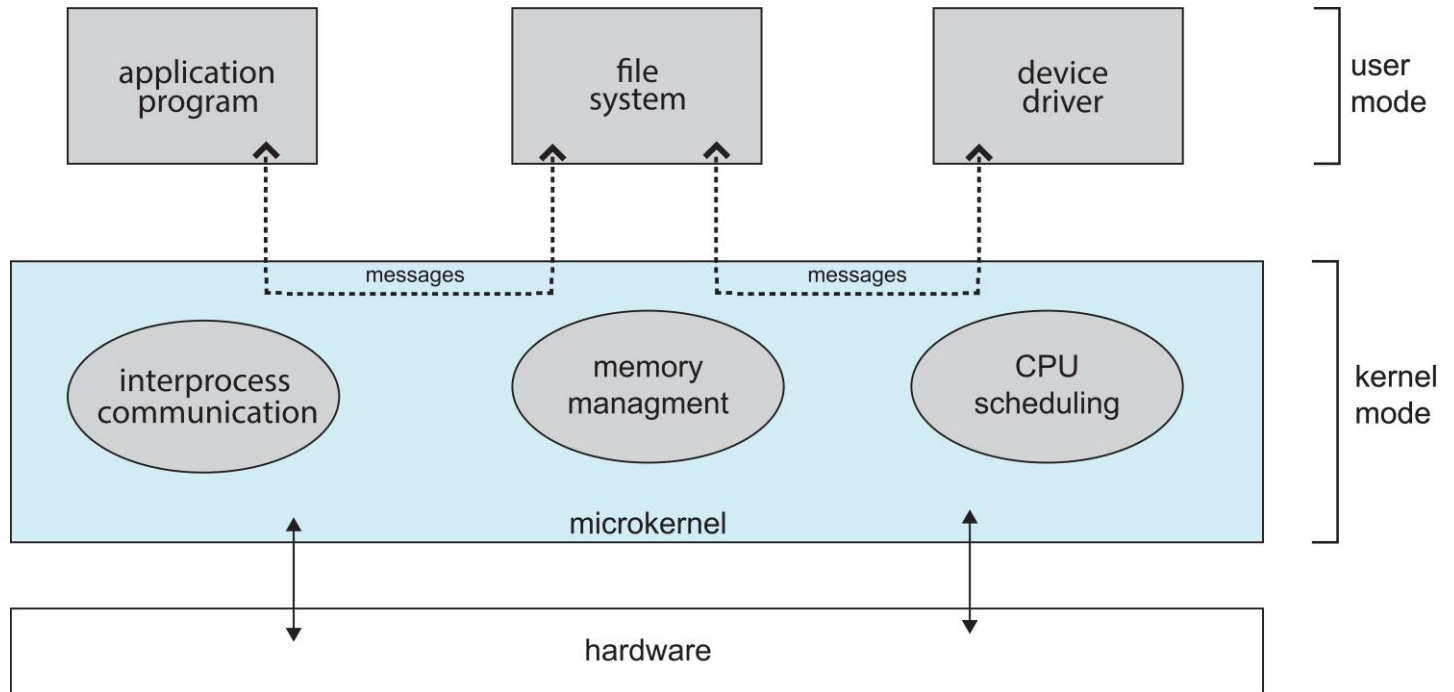 application
program
file
system
device
driver
user
mode
messages
messages
interprocess
communication
memory
managment
CPU
scheduling
kernel
mode
microkernel
hardware